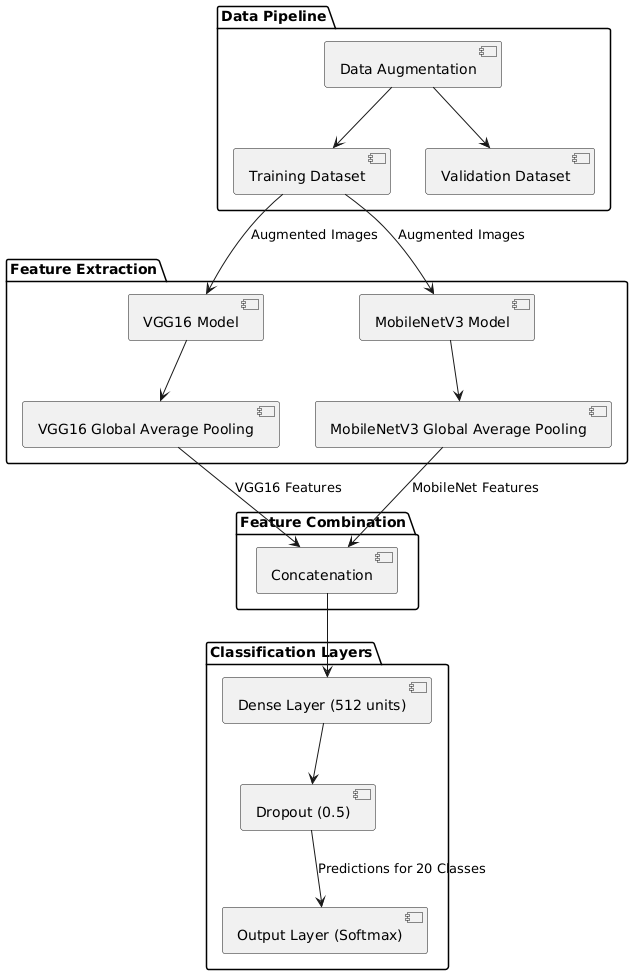 Data Pipeline
Data Augmentation
Training Dataset
Validation Dataset
Augmented Images
Augmented Images
Feature Extraction
VGG16 Model
MobileNetV3 Model
VGG16 Global Average Pooling
MobileNetV3 Global Average Pooling
VGG16 Features
MobileNet Features
Feature Combination
Concatenation
Classification Layers
Dense Layer (512 units)
Dropout (0.5)
Predictions for 20 Classes
Output Layer (Softmax)